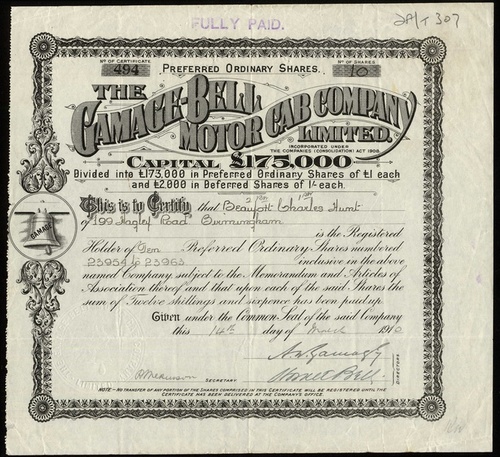 FULLY PAID.
Nº OF CERTIFICATE
494
PREFERRED ORDINARY SHARES.
Nº OF SHARES
10
THE
GAMAGE-BELL
MOTOR CAB COMPANY
LIMITED.
INCORPORATED UNDER
THE COMPANIES (CONSOLIDATION) ACT 1908.
CAPITAL £175,000
Divided into £173,000 in Preferred Ordinary Shares of £1 each
and £2,000 in Deferred Shares of 1/- each.
This is to Certify that Beaufoft Charles Hunt
of 199 Hagley Road Birmingham
is the Registered
Holder of Ten Preferred Ordinary Shares numbered
23954 to 23963 inclusive in the above
named Company, subject to the Memorandum and Articles of
Association thereof and that upon each of the said Shares the
sum of Twelve shillings and sixpence has been paid up.
Given under the Common Seal of the said Company
this 14th day of March 1910
GAMAGE
DIRECTORS
SECRETARY.
NOTE:- NO TRANSFER OF ANY PORTION OF THE SHARES COMPRISED IN THIS CERTIFICATE WILL BE REGISTERED UNTIL THE
CERTIFICATE HAS BEEN DELIVERED AT THE COMPANY'S OFFICE.